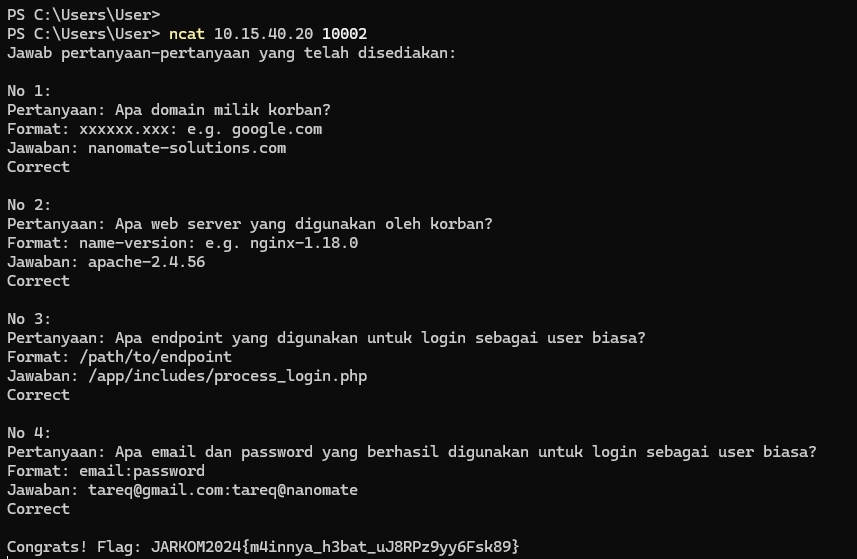 PS C:\Users\User>
PS C:\Users\User> ncat 10.15.40.20 10002
Jawab pertanyaan-pertanyaan yang telah disediakan:
No 1:
Pertanyaan: Apa domain milik korban?
Format: xxxxxx.xxx: e.g. google.com
Jawaban: nanomate-solutions.com
Correct
No 2:
Pertanyaan: Apa web server yang digunakan oleh korban?
Format: name-version: e.g. nginx-1.18.0
Jawaban: apache-2.4.56
Correct
No 3:
Pertanyaan: Apa endpoint yang digunakan untuk login sebagai user biasa?
Format: /path/to/endpoint
Jawaban: /app/includes/process_login.php
Correct
No 4:
Pertanyaan: Apa email dan password yang berhasil digunakan untuk login sebagai user biasa?
Format: email:password
Jawaban: tareq@gmail.com:tareq@nanomate
Correct
Congrats! Flag: JARKOM2024{m4innya_h3bat_uJ8RPz9yy6Fsk89}